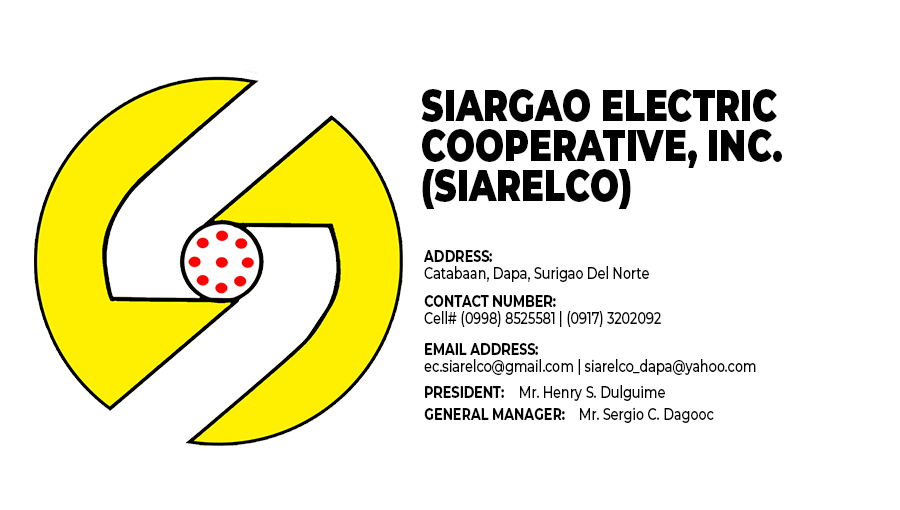 SIARGAO ELECTRIC
COOPERATIVE, INC.
(SIARELCO)
ADDRESS:
Catabaan, Dapa, Surigao Del Norte
CONTACT NUMBER:
Cell# (0998) 8525581 | (0917) 3202092
EMAIL ADDRESS:
ec.siarelco@gmail.com | siarelco_dapa@yahoo.com
PRESIDENT: Mr. Henry S. Dulguime
GENERAL MANAGER: Mr. Sergio C. Dagooc